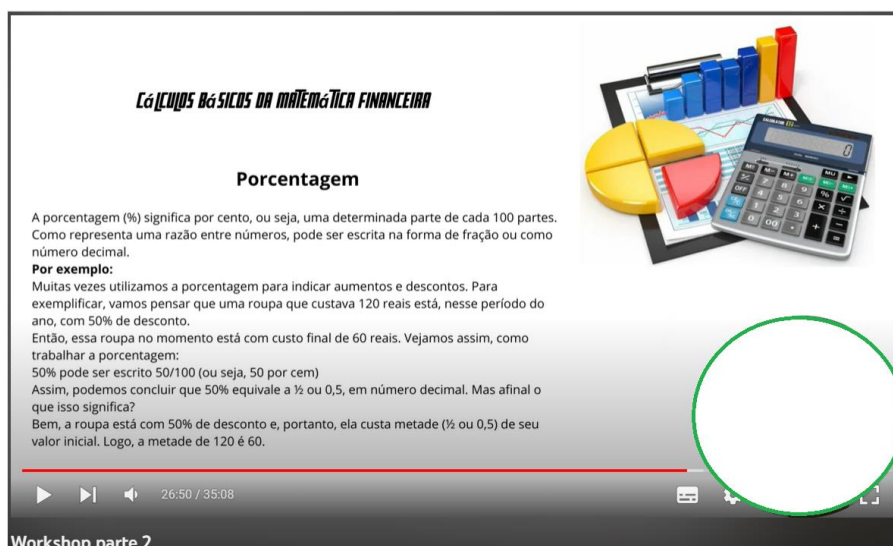 Cálculos Básicos da Matemática Financeira
Porcentagem
A porcentagem (%) significa por cento, ou seja, uma determinada parte de cada 100 partes.
Como representa uma razão entre números, pode ser escrita na forma de fração ou como
número decimal.
Por exemplo:
Muitas vezes utilizamos a porcentagem para indicar aumentos e descontos. Para
exemplificar, vamos pensar que uma roupa que custava 120 reais está, nesse período do
ano, com 50% de desconto.
Então, essa roupa no momento está com custo final de 60 reais. Vejamos assim, como
trabalhar a porcentagem:
50% pode ser escrito 50/100 (ou seja, 50 por cem)
Assim, podemos concluir que 50% equivale a ½ ou 0,5, em número decimal. Mas afinal o
que isso significa?
Bem, a roupa está com 50% de desconto e, portanto, ela custa metade (½ ou 0,5) de seu
valor inicial. Logo, a metade de 120 é 60.
26:50 / 35:08
Workshop parte 2